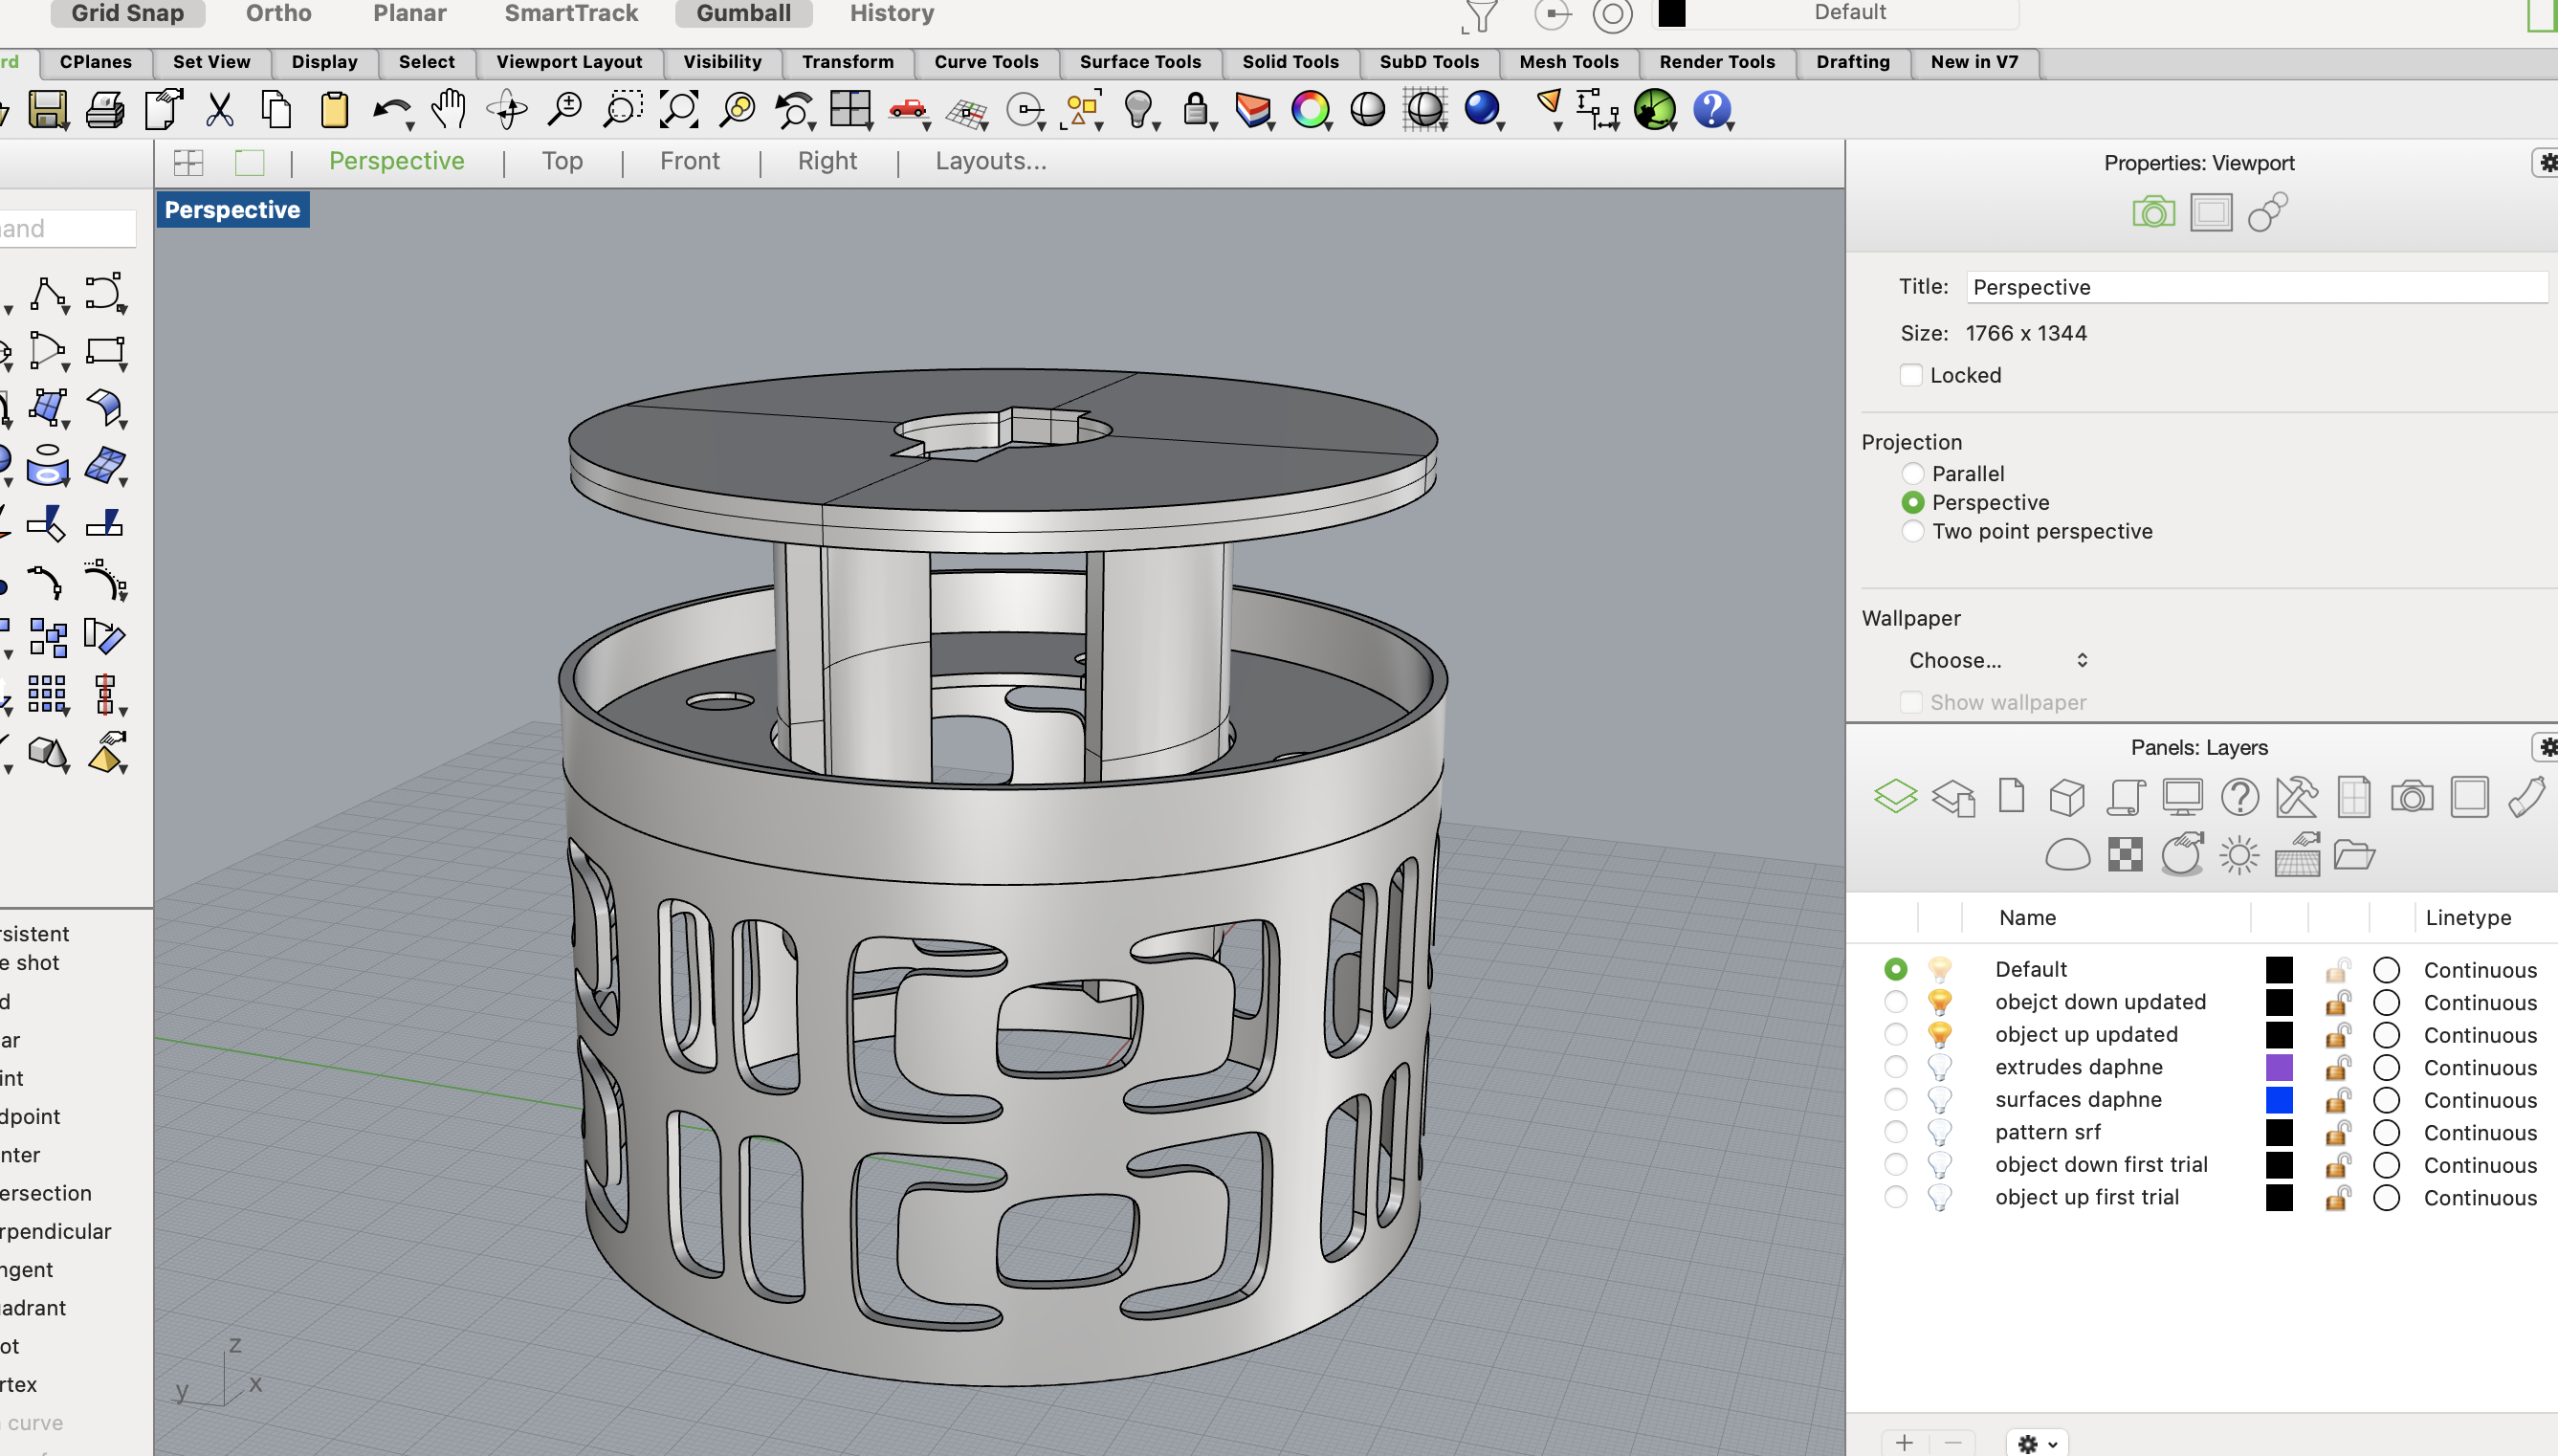 Grid Snap Ortho Planar SmartTrack Gumball History Default
rd CPlanes Set View Display Select Viewport Layout Visibility Transform Curve Tools Surface Tools Solid Tools SubD Tools Mesh Tools Render Tools Drafting New in V7
Perspective | Top | Front | Right | Layouts...
Perspective
and
rsistent
e shot
d
ar
int
dpoint
nter
ersection
rpendicular
ngent
adrant
ot
rtex
curve
z
y x
Properties: Viewport
Title: Perspective
Size: 1766 x 1344
Locked
Projection
Parallel
Perspective
Two point perspective
Wallpaper
Choose...
Show wallpaper
Panels: Layers
Name Linetype
Default Continuous
obejct down updated Continuous
object up updated Continuous
extrudes daphne Continuous
surfaces daphne Continuous
pattern srf Continuous
object down first trial Continuous
object up first trial Continuous